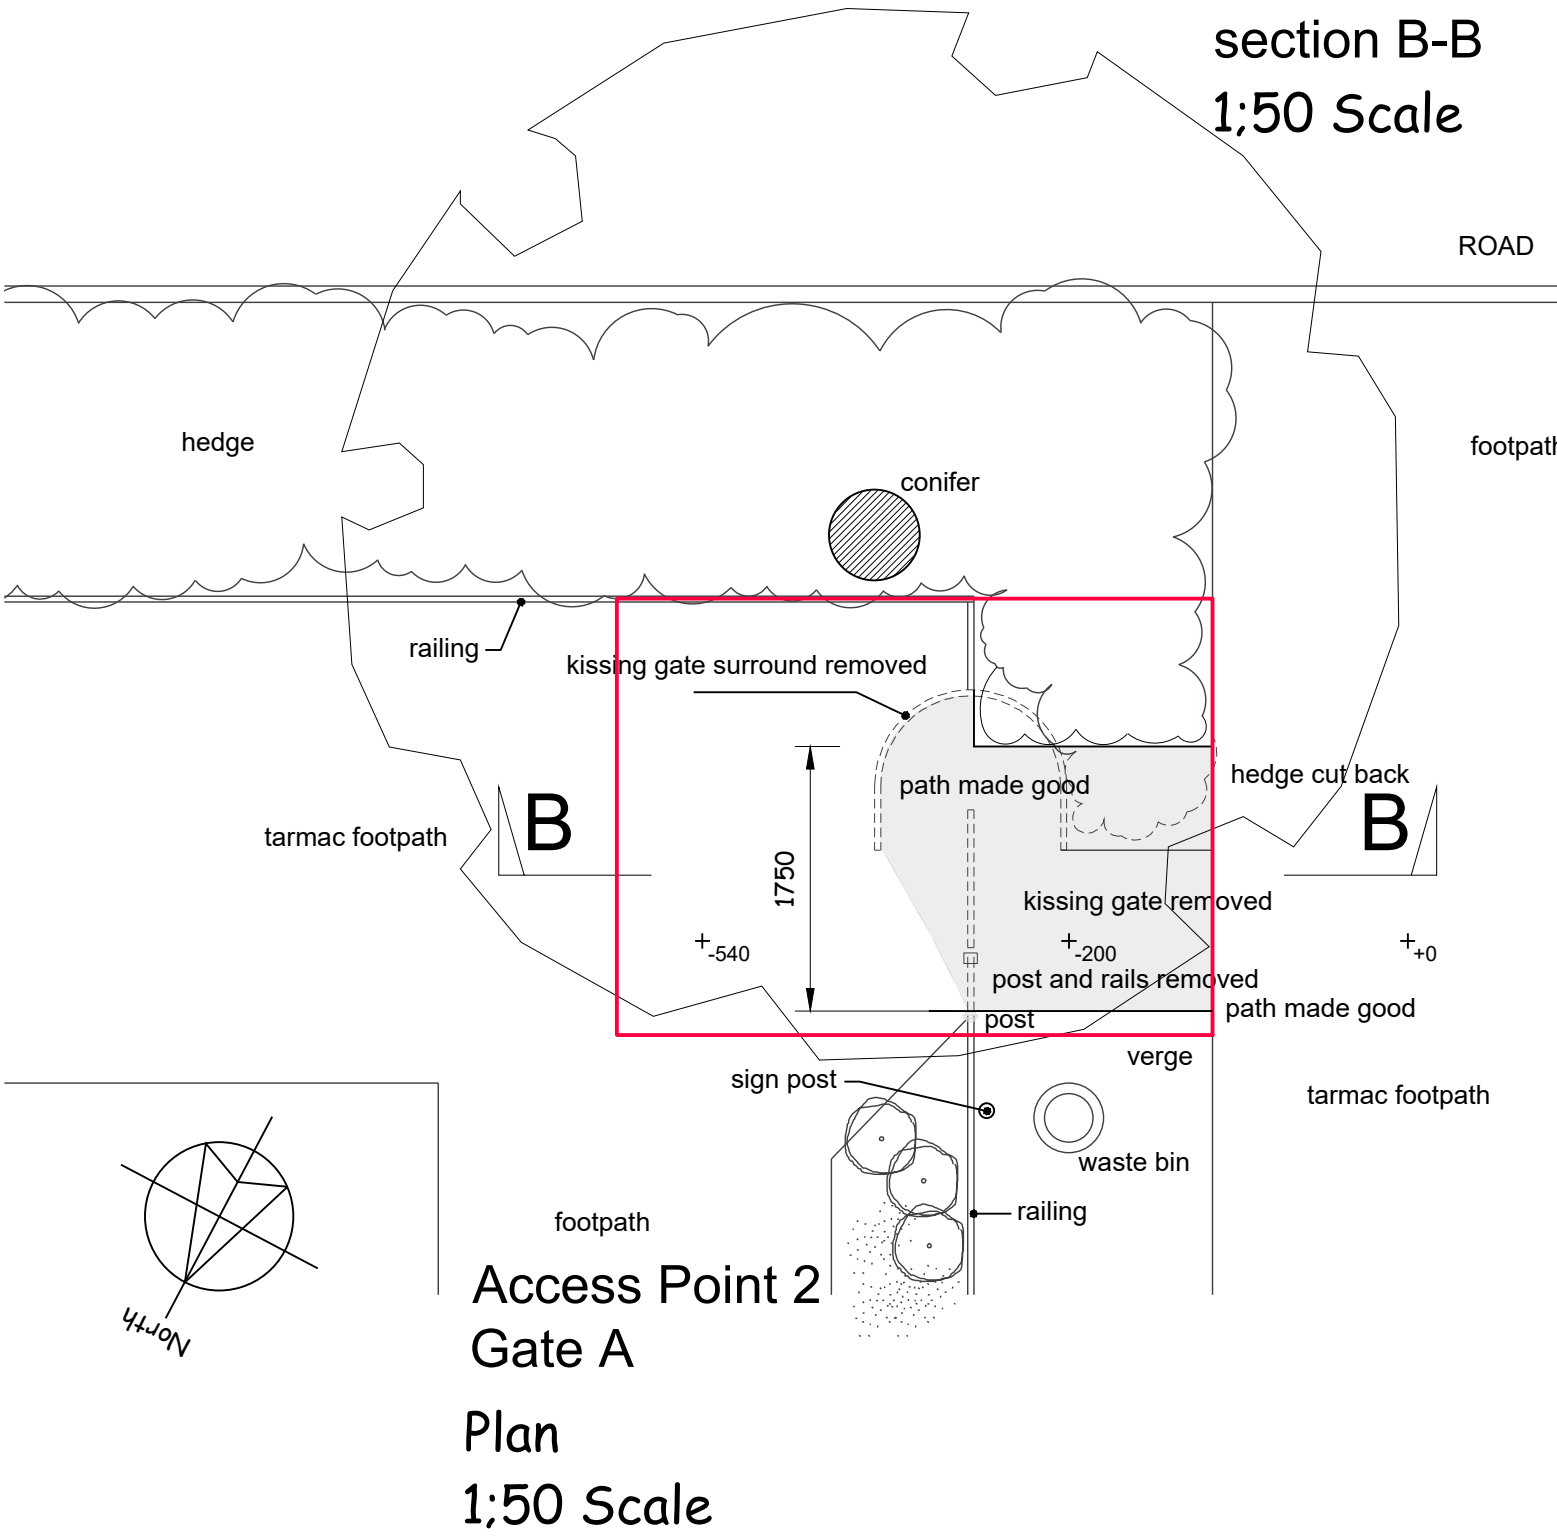 section B-B
1;50 Scale
ROAD
hedge
footpath
conifer
railing
kissing gate surround removed
path made good
hedge cut back
tarmac footpath
B
B
1750
kissing gate removed
+-540
+-200
++0
post and rails removed
path made good
post
verge
sign post
tarmac footpath
waste bin
railing
footpath
North
Access Point 2
Gate A
Plan
1;50 Scale